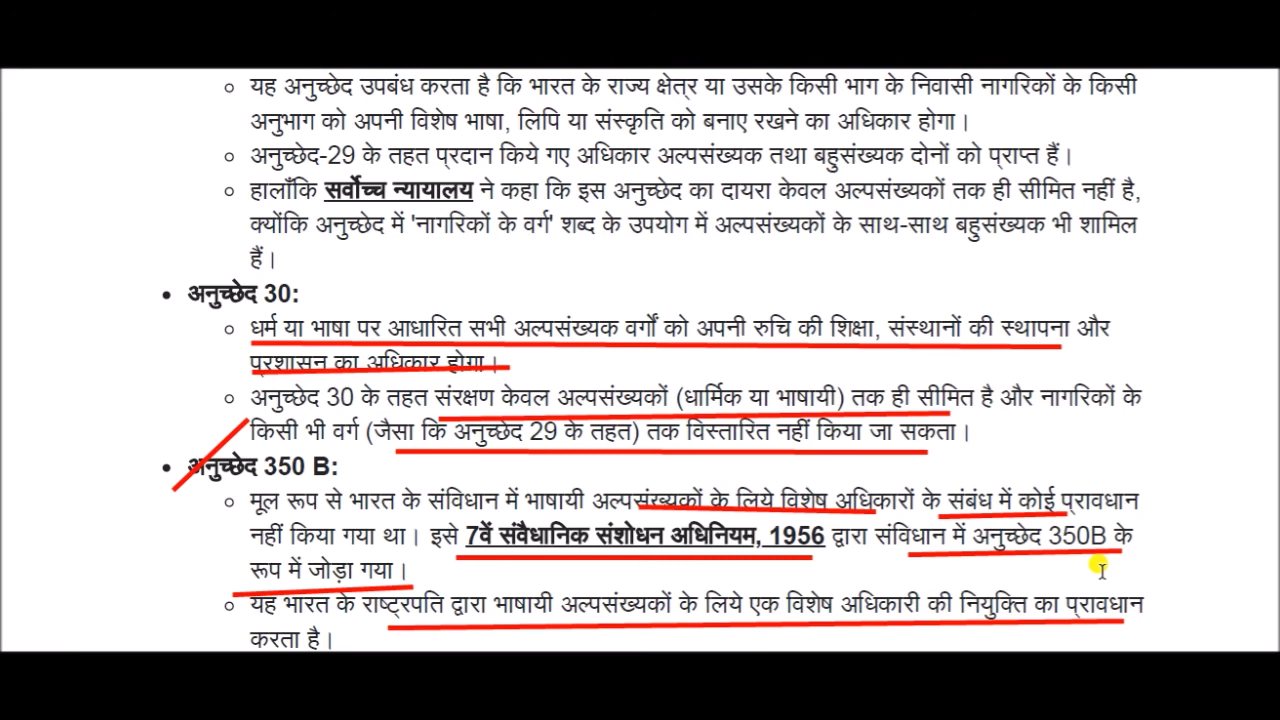 ○ यह अनुच्छेद उपबंध करता है कि भारत के राज्य क्षेत्र या उसके किसी भाग के निवासी नागरिकों के किसी
अनुभाग को अपनी विशेष भाषा, लिपि या संस्कृति को बनाए रखने का अधिकार होगा।
○ अनुच्छेद-29 के तहत प्रदान किये गए अधिकार अल्पसंख्यक तथा बहुसंख्यक दोनों को प्राप्त हैं।
○ हालाँकि सर्वोच्च न्यायालय ने कहा कि इस अनुच्छेद का दायरा केवल अल्पसंख्यकों तक ही सीमित नहीं है,
क्योंकि अनुच्छेद में 'नागरिकों के वर्ग' शब्द के उपयोग में अल्पसंख्यकों के साथ-साथ बहुसंख्यक भी शामिल
हैं।
• अनुच्छेद 30:
○ धर्म या भाषा पर आधारित सभी अल्पसंख्यक वर्गों को अपनी रुचि की शिक्षा, संस्थानों की स्थापना और
प्रशासन का अधिकार होगा।
○ अनुच्छेद 30 के तहत संरक्षण केवल अल्पसंख्यकों (धार्मिक या भाषायी) तक ही सीमित है और नागरिकों के
किसी भी वर्ग (जैसा कि अनुच्छेद 29 के तहत) तक विस्तारित नहीं किया जा सकता।
• अनुच्छेद 350 B:
○ मूल रूप से भारत के संविधान में भाषायी अल्पसंख्यकों के लिये विशेष अधिकारों के संबंध में कोई प्रावधान
नहीं किया गया था। इसे 7वें संवैधानिक संशोधन अधिनियम, 1956 द्वारा संविधान में अनुच्छेद 350B के
रूप में जोड़ा गया।
○ यह भारत के राष्ट्रपति द्वारा भाषायी अल्पसंख्यकों के लिये एक विशेष अधिकारी की नियुक्ति का प्रावधान
करता है।